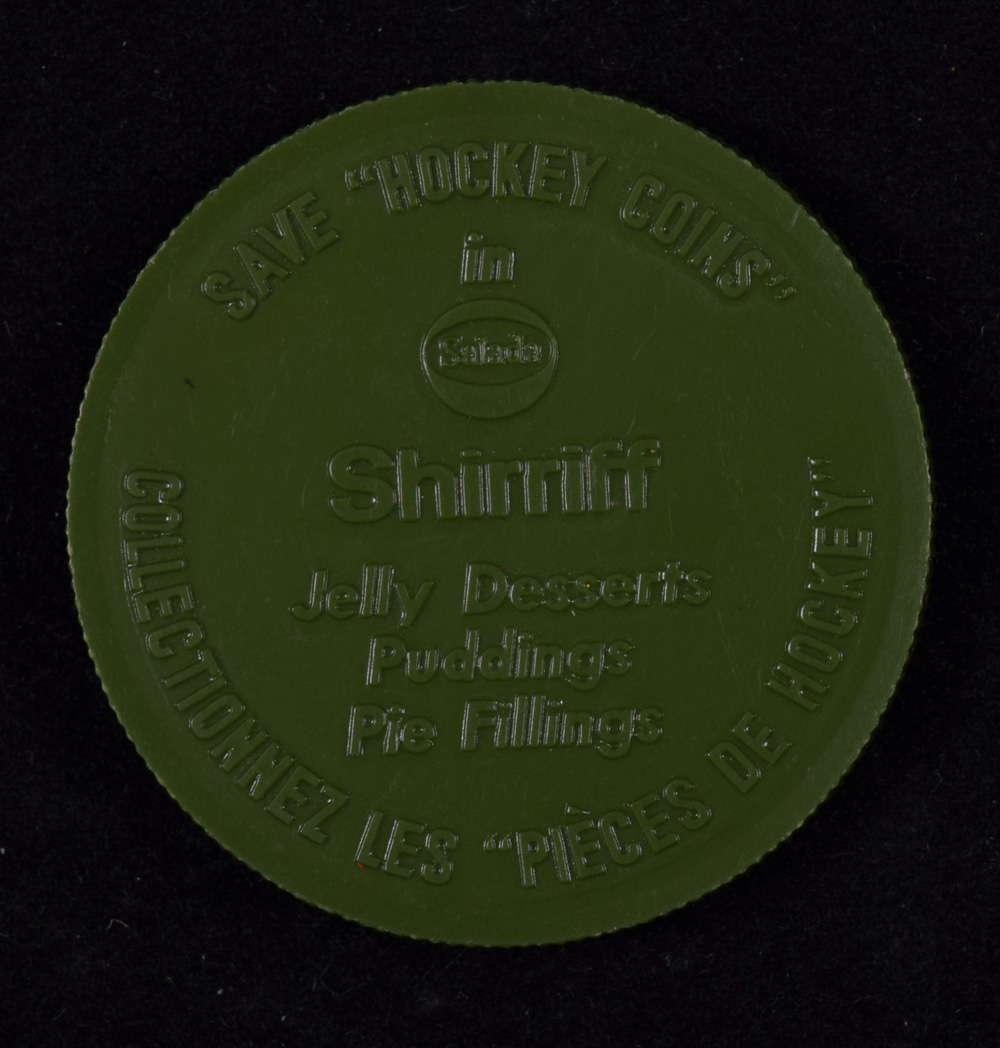 SAVE “HOCKEY COINS”
in
Salada
Shirriff
Jelly Desserts
Puddings
Pie Fillings
COLLECTIONNEZ LES “PIÈCES DE HOCKEY”